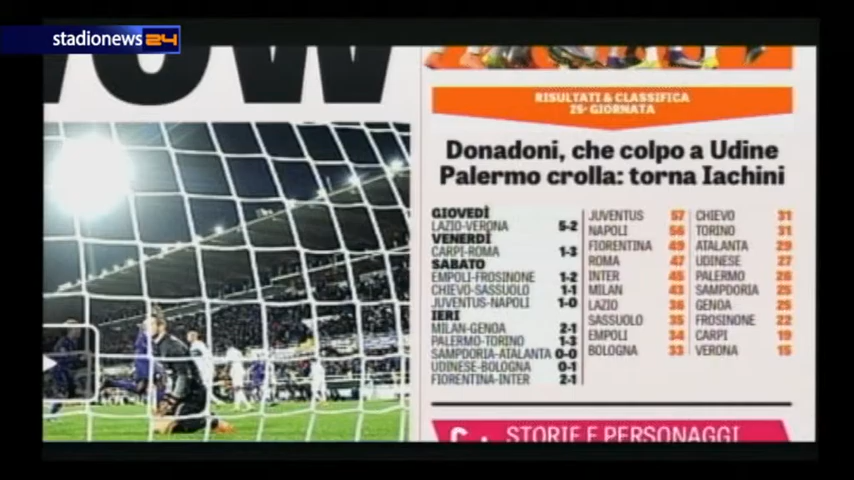 stadionews 24
RISULTATI & CLASSIFICA
25ª GIORNATA
Donadoni, che colpo a Udine
Palermo crolla: torna Iachini
GIOVEDÌ
LAZIO-VERONA 5-2
VENERDÌ
CARPI-ROMA 1-3
SABATO
EMPOLI-FROSINONE 1-2
CHIEVO-SASSUOLO 1-1
JUVENTUS-NAPOLI 1-0
IERI
MILAN-GENOA 2-1
PALERMO-TORINO 1-3
SAMPDORIA-ATALANTA 0-0
UDINESE-BOLOGNA 0-1
FIORENTINA-INTER 2-1
JUVENTUS 57
NAPOLI 56
FIORENTINA 49
ROMA 47
INTER 45
MILAN 43
LAZIO 36
SASSUOLO 35
EMPOLI 34
BOLOGNA 33
CHIEVO 31
TORINO 31
ATALANTA 29
UDINESE 27
PALERMO 26
SAMPDORIA 25
GENOA 25
FROSINONE 22
CARPI 19
VERONA 15
STORIE E PERSONAGGI